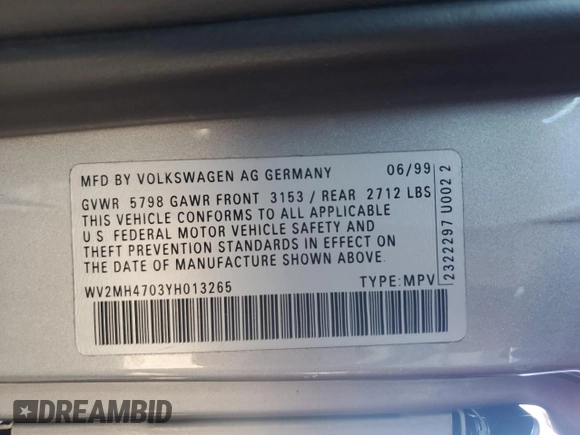 MFD BY VOLKSWAGEN AG GERMANY 06/99
GVWR 5798 GAWR FRONT 3153 / REAR 2712 LBS
THIS VEHICLE CONFORMS TO ALL APPLICABLE
U S FEDERAL MOTOR VEHICLE SAFETY AND
THEFT PREVENTION STANDARDS IN EFFECT ON
THE DATE OF MANUFACTURE SHOWN ABOVE.
WV2MH4703YH013265 TYPE: MPV
2322297 U002 2
DREAMBID